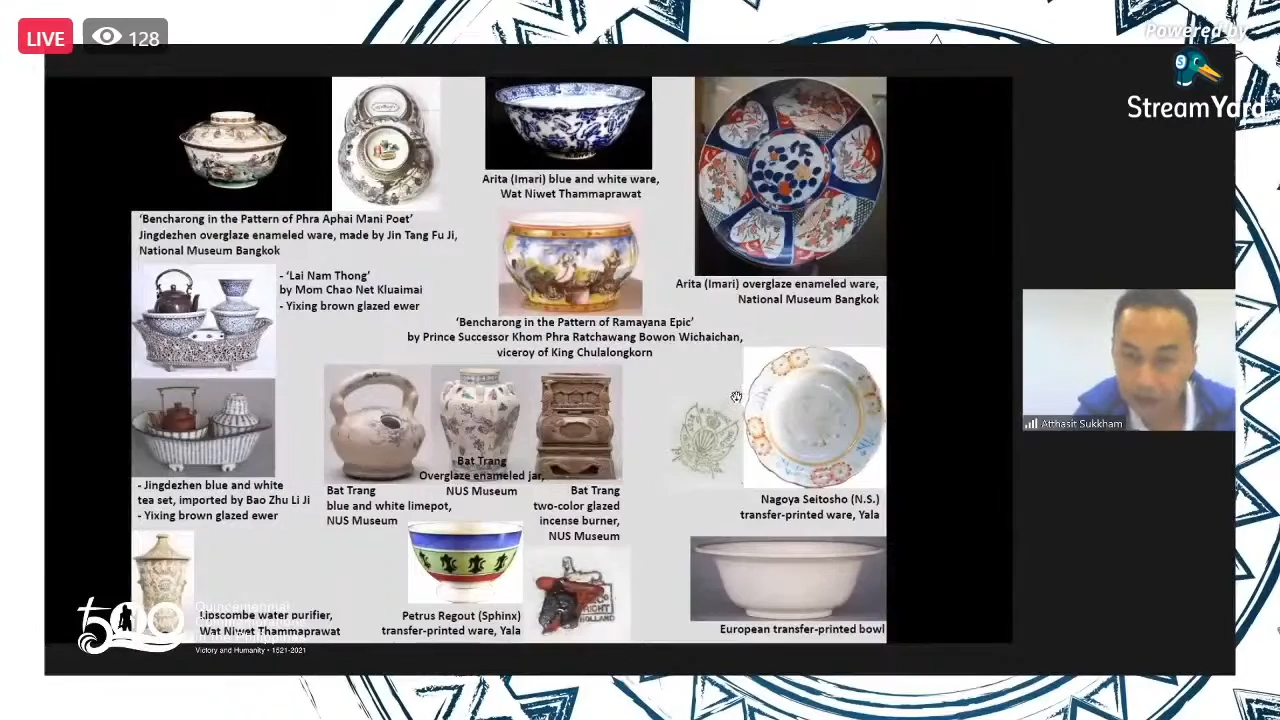 LIVE
128
Powered by
StreamYard
'Bencharong in the Pattern of Phra Aphai Mani Poet'
Jingdezhen overglaze enameled ware, made by Jin Tang Fu Ji,
National Museum Bangkok
Arita (Imari) blue and white ware,
Wat Niwet Thammaprawat
Arita (Imari) overglaze enameled ware,
National Museum Bangkok
- 'Lai Nam Thong'
by Mom Chao Net Kluaimai
- Yixing brown glazed ewer
'Bencharong in the Pattern of Ramayana Epic'
by Prince Successor Khom Phra Ratchawang Bowon Wichaichan,
viceroy of King Chulalongkorn
- Jingdezhen blue and white
tea set, imported by Bao Zhu Li Ji
- Yixing brown glazed ewer
Bat Trang
blue and white limepot,
NUS Museum
Bat Trang
Overglaze enameled jar,
NUS Museum
Bat Trang
two-color glazed
incense burner,
NUS Museum
Nagoya Seitosho (N.S.)
transfer-printed ware, Yala
Lipscombe water purifier,
Wat Niwet Thammaprawat
Petrus Regout (Sphinx)
transfer-printed ware, Yala
HOLLAND
European transfer-printed bowl
Atthasit Sukkham
500
Quincentennial
Victory and Humanity • 1521-2021